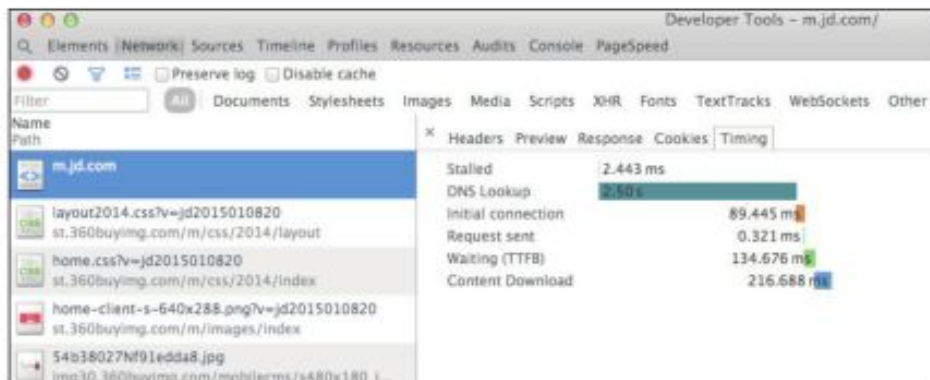 Developer Tools - m.jd.com/
Elements Network Sources Timeline Profiles Resources Audits Console PageSpeed
Preserve log Disable cache
Filter All Documents Stylesheets Images Media Scripts XHR Fonts TextTracks WebSockets Other
Name
Path
× Headers Preview Response Cookies Timing
m.jd.com
layout2014.css?v=jd2015010820
st.360buyimg.com/m/css/2014/layout
home.css?v=jd2015010820
st.360buyimg.com/m/css/2014/index
home-client-s-640x288.png?v=jd2015010820
st.360buyimg.com/m/images/index
54b38027Nf91edda8.jpg
img30.360buyimg.com/mobilecms/s480x180_j...
Stalled 2.443 ms
DNS Lookup 2.50 s
Initial connection 89.445 ms
Request sent 0.321 ms
Waiting (TTFB) 134.676 ms
Content Download 216.688 ms